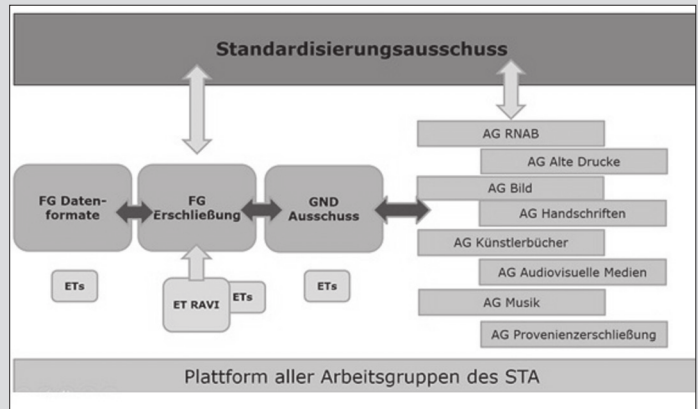 Standardisierungsausschuss
FG Daten-
formate
FG
Erschließung
GND
Ausschuss
AG RNAB
AG Alte Drucke
AG Bild
AG Handschriften
AG Künstlerbücher
AG Audiovisuelle Medien
AG Musik
AG Provenienzerschließung
ETs
ET RAVI
ETs
ETs
Plattform aller Arbeitsgruppen des STA